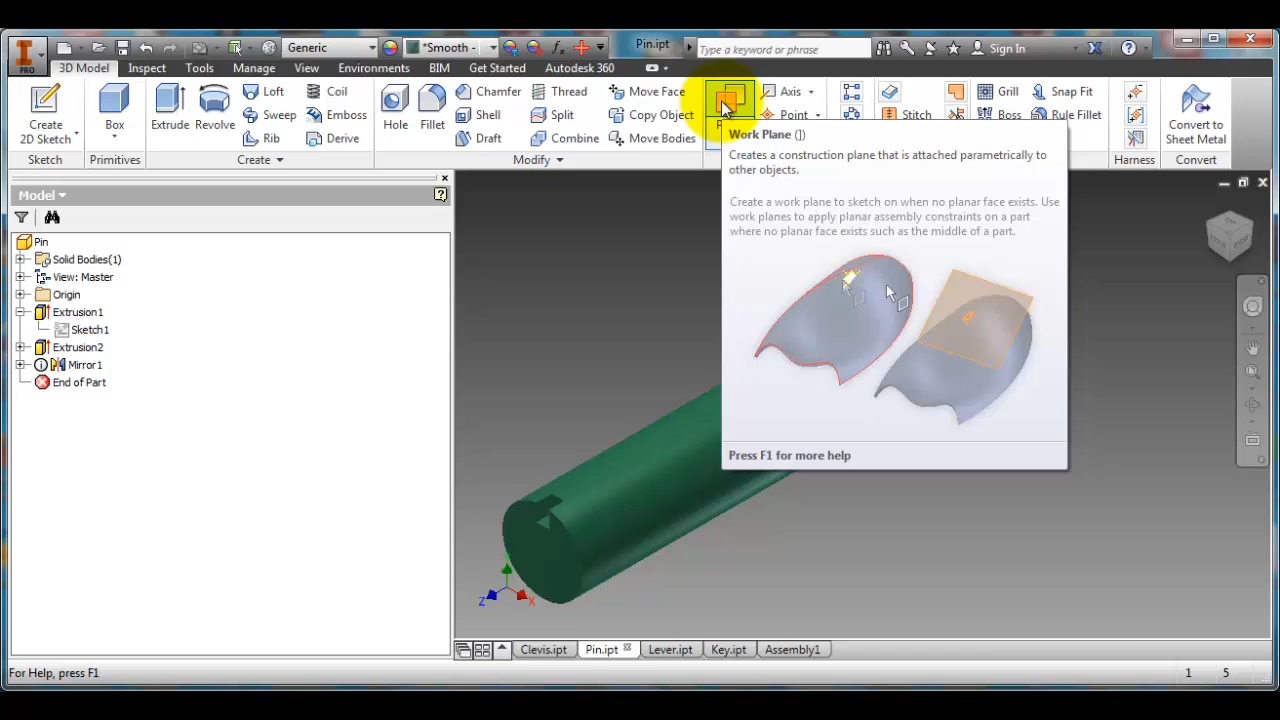 PRO
Generic
*Smooth -
fx
Pin.ipt
Type a keyword or phrase
Sign In
3D Model
Inspect
Tools
Manage
View
Environments
BIM
Get Started
Autodesk 360
Create
2D Sketch
Box
Extrude
Revolve
Loft
Sweep
Rib
Coil
Emboss
Derive
Hole
Fillet
Chamfer
Shell
Draft
Thread
Split
Combine
Move Face
Copy Object
Move Bodies
Axis
Point
Stitch
Grill
Boss
Snap Fit
Rule Fillet
Convert to
Sheet Metal
Sketch
Primitives
Create
Modify
Harness
Convert
Work Plane (])
Creates a construction plane that is attached parametrically to
other objects.
Create a work plane to sketch on when no planar face exists. Use
work planes to apply planar assembly constraints on a part
where no planar face exists such as the middle of a part.
Press F1 for more help
Model
Pin
Solid Bodies(1)
View: Master
Origin
Extrusion1
Sketch1
Extrusion2
Mirror1
End of Part
Z
X
Clevis.ipt
Pin.ipt
Lever.ipt
Key.ipt
Assembly1
For Help, press F1
1
5